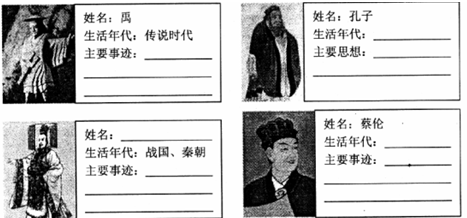 姓名：禹
生活年代：传说时代
主要事迹：
姓名：孔子
生活年代：
主要思想：
姓名：
生活年代：战国、秦朝
主要事迹：
姓名：蔡伦
生活年代：
主要事迹：